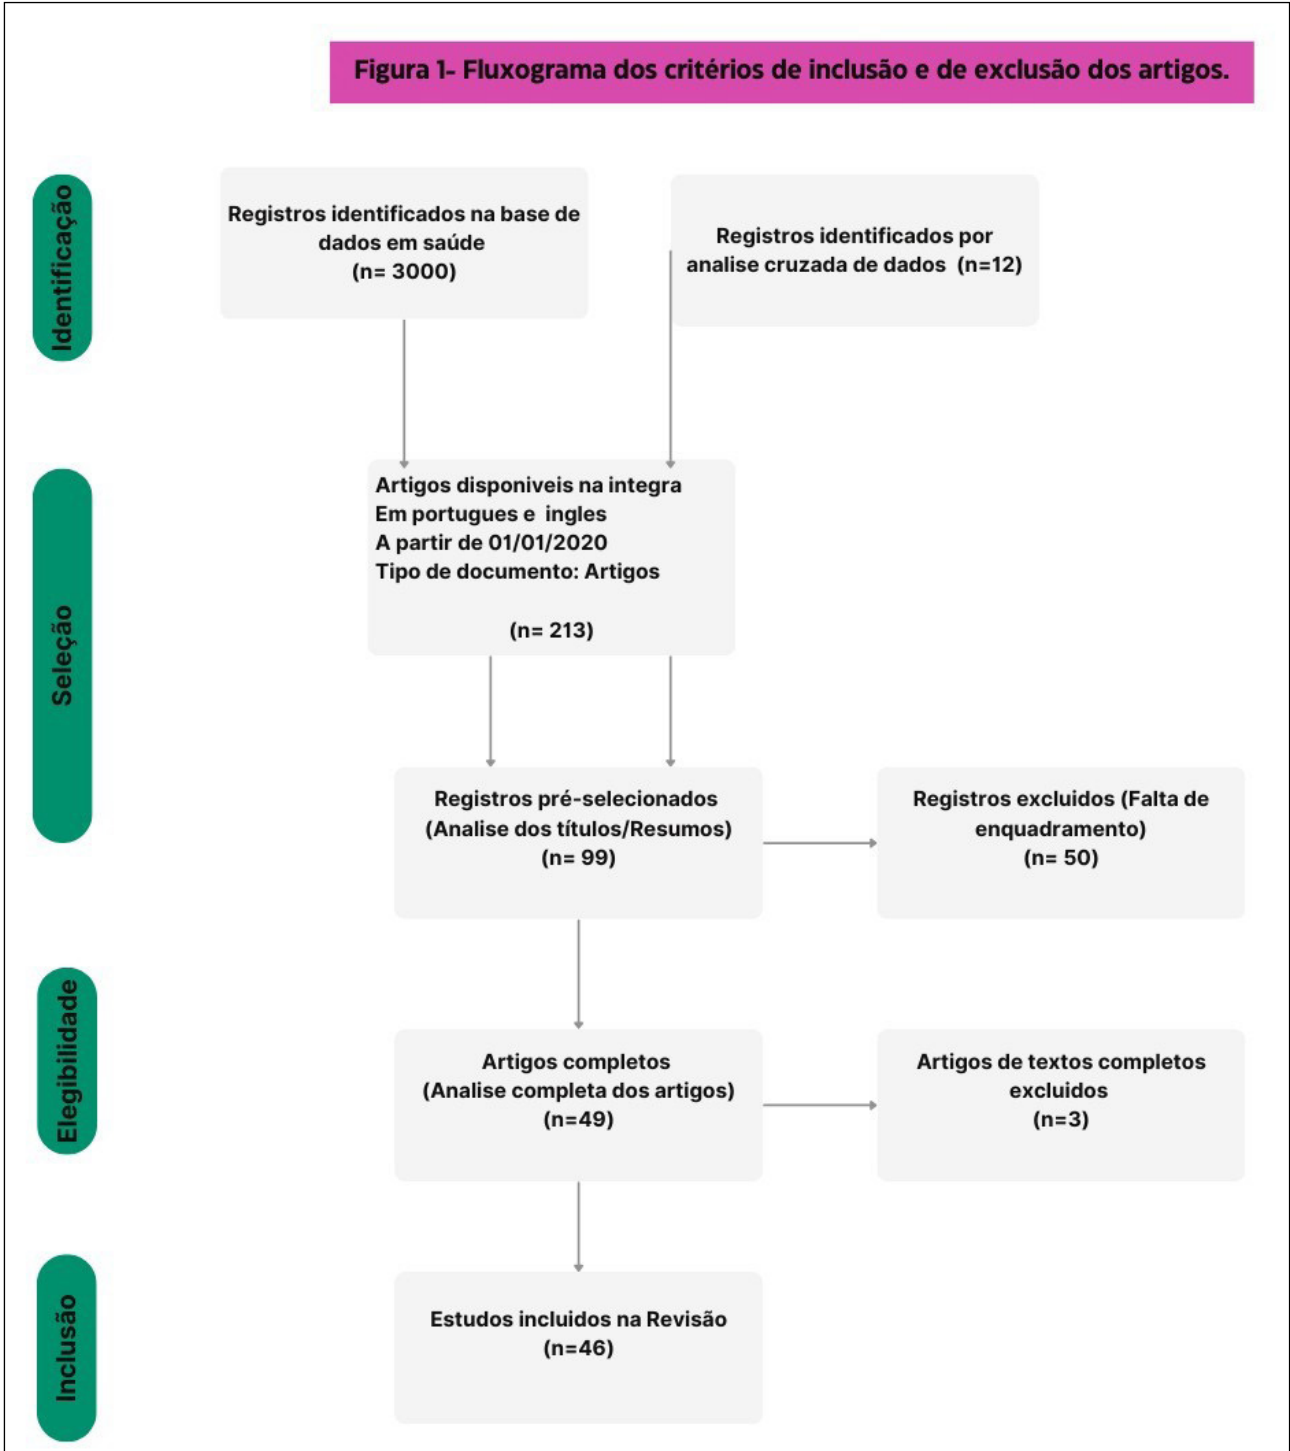 Figura 1- Fluxograma dos critérios de inclusão e de exclusão dos artigos.
Identificação
Registros identificados na base de
dados em saúde
(n= 3000)
Registros identificados por
analise cruzada de dados (n=12)
Seleção
Artigos disponiveis na integra
Em portugues e ingles
A partir de 01/01/2020
Tipo de documento: Artigos
(n= 213)
Registros pré-selecionados
(Analise dos títulos/Resumos)
(n= 99)
Registros excluidos (Falta de
enquadramento)
(n= 50)
Elegibilidade
Artigos completos
(Analise completa dos artigos)
(n=49)
Artigos de textos completos
excluidos
(n=3)
Inclusão
Estudos incluidos na Revisão
(n=46)